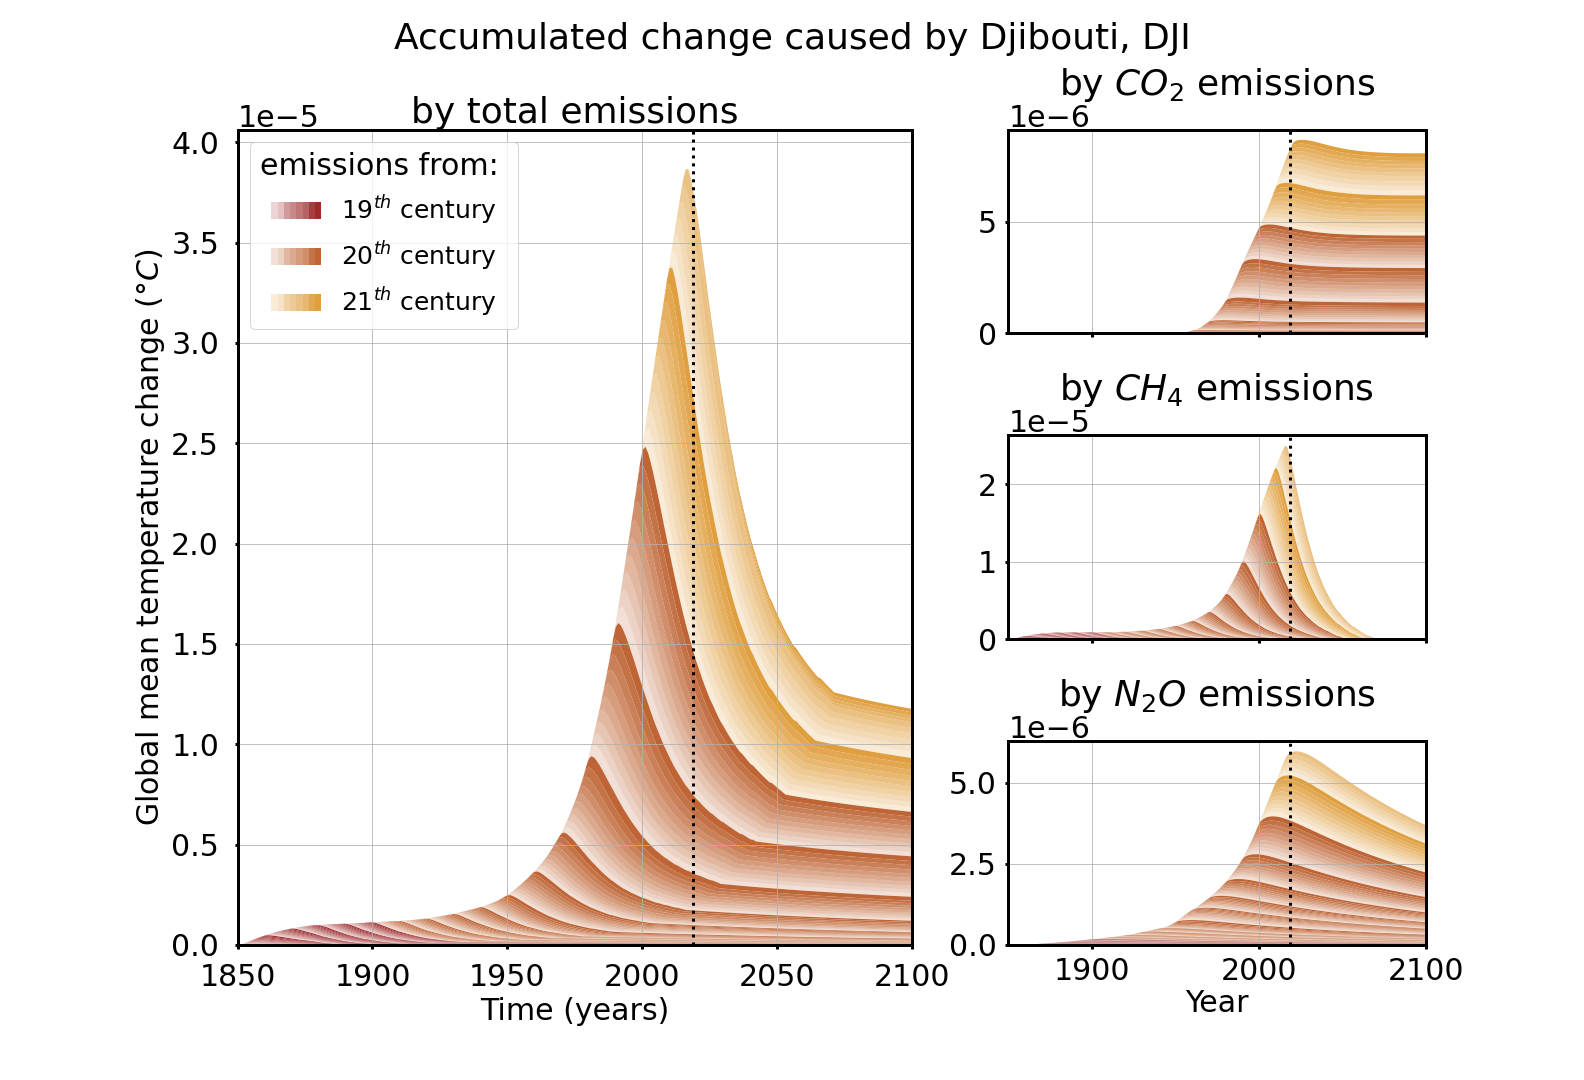 Accumulated change caused by Djibouti, DJI
by total emissions
1e−5
4.0
3.5
3.0
2.5
2.0
1.5
1.0
0.5
0.0
Global mean temperature change (°C)
emissions from:
19th century
20th century
21th century
1850 1900 1950 2000 2050 2100
Time (years)
by CO2 emissions
1e−6
5
0
by CH4 emissions
1e−5
2
1
0
by N2O emissions
1e−6
5.0
2.5
0.0
1900 2000 2100
Year